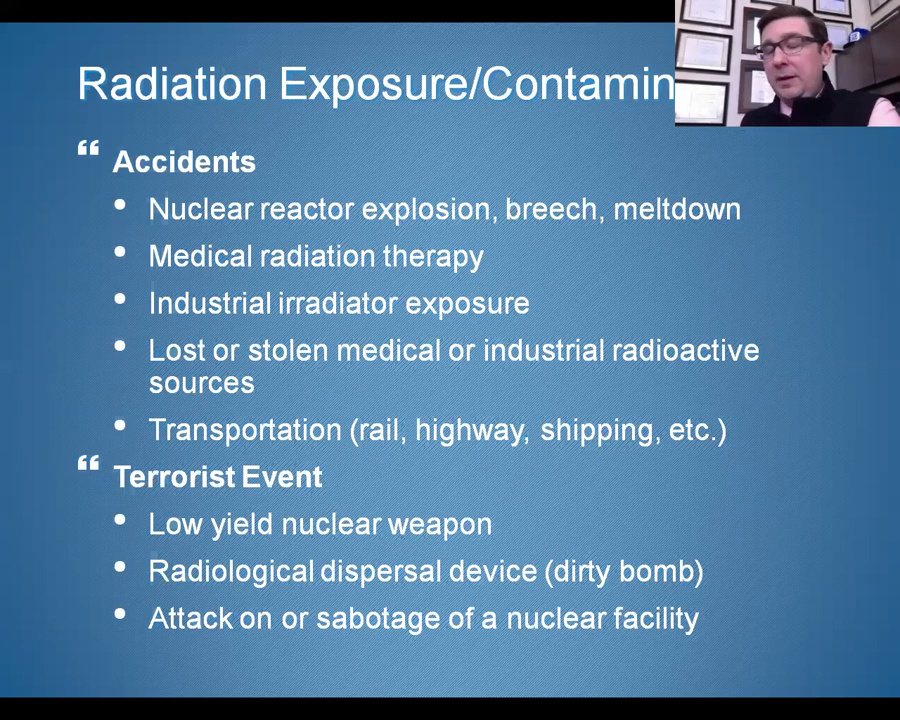 Radiation Exposure/Contamin
Accidents
Nuclear reactor explosion, breech, meltdown
Medical radiation therapy
Industrial irradiator exposure
Lost or stolen medical or industrial radioactive
sources
Transportation (rail, highway, shipping, etc.)
Terrorist Event
Low yield nuclear weapon
Radiological dispersal device (dirty bomb)
Attack on or sabotage of a nuclear facility